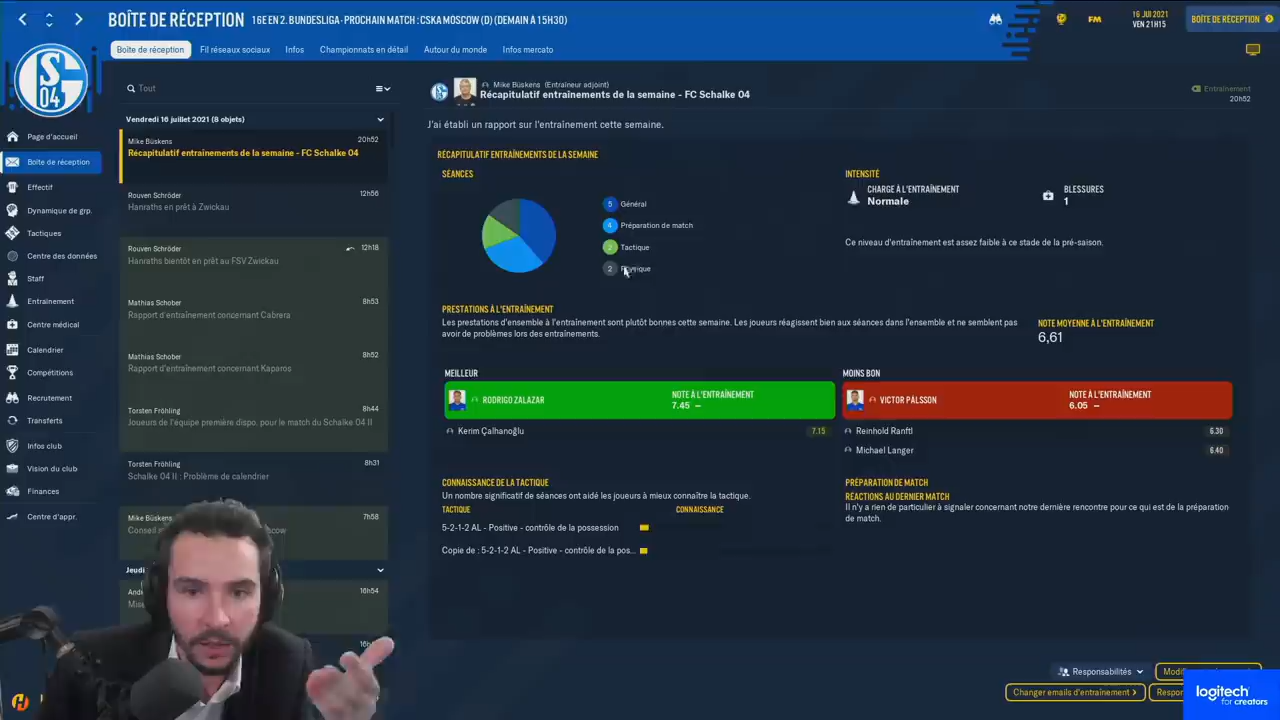 BOÎTE DE RÉCEPTION
16E EN 2. BUNDESLIGA · PROCHAIN MATCH : CSKA MOSCOW (D) (DEMAIN À 15H30)
FM
16 JUI 2021
VEN 21H15
BOÎTE DE RÉCEPTION
Boîte de réception
Fil réseaux sociaux
Infos
Championnats en détail
Autour du monde
Infos mercato
S
04
Page d'accueil
Boîte de réception
Effectif
Dynamique de grp.
Tactiques
Centre des données
Staff
Entraînement
Centre médical
Calendrier
Compétitions
Recrutement
Transferts
Infos club
Vision du club
Finances
Centre d'appr.
Tout
Vendredi 16 juillet 2021 (8 objets)
Mike Büskens 20h52
Récapitulatif entraînements de la semaine - FC Schalke 04
Rouven Schröder 12h56
Hanraths en prêt à Zwickau
Rouven Schröder 12h18
Hanraths bientôt en prêt au FSV Zwickau
Mathias Schober 8h53
Rapport d'entraînement concernant Cabrera
Mathias Schober 8h52
Rapport d'entraînement concernant Kaparos
Torsten Fröhling 8h44
Joueurs de l'équipe première dispo. pour le match du Schalke 04 II
Torsten Fröhling 8h31
Schalke 04 II : Problème de calendrier
Mike Büskens 7h58
Jeudi
16h54
Mike Büskens (Entraîneur adjoint)
Récapitulatif entraînements de la semaine - FC Schalke 04
Entraînement
20h52
J'ai établi un rapport sur l'entraînement cette semaine.
RÉCAPITULATIF ENTRAÎNEMENTS DE LA SEMAINE
SÉANCES
5 Général
4 Préparation de match
2 Tactique
2
INTENSITÉ
CHARGE À L'ENTRAÎNEMENT
Normale
BLESSURES
1
Ce niveau d'entraînement est assez faible à ce stade de la pré-saison.
PRESTATIONS À L'ENTRAÎNEMENT
Les prestations d'ensemble à l'entraînement sont plutôt bonnes cette semaine. Les joueurs réagissent bien aux séances dans l'ensemble et ne semblent pas
avoir de problèmes lors des entraînements.
NOTE MOYENNE À L'ENTRAÎNEMENT
6,61
MEILLEUR
RODRIGO ZALAZAR
NOTE À L'ENTRAÎNEMENT
7.45 –
Kerim Çalhanoğlu 7.15
MOINS BON
VICTOR PÁLSSON
NOTE À L'ENTRAÎNEMENT
6.05 –
Reinhold Ranftl 6.30
Michael Langer 6.40
CONNAISSANCE DE LA TACTIQUE
Un nombre significatif de séances ont aidé les joueurs à mieux connaître la tactique.
TACTIQUE CONNAISSANCE
5-2-1-2 AL - Positive - contrôle de la possession
Copie de : 5-2-1-2 AL - Positive - contrôle de la pos...
PRÉPARATION DE MATCH
RÉACTIONS AU DERNIER MATCH
Il n'y a rien de particulier à signaler concernant notre dernière rencontre pour ce qui est de la préparation
de match.
Responsabilités
Changer emails d'entraînement >
logitech
for creators